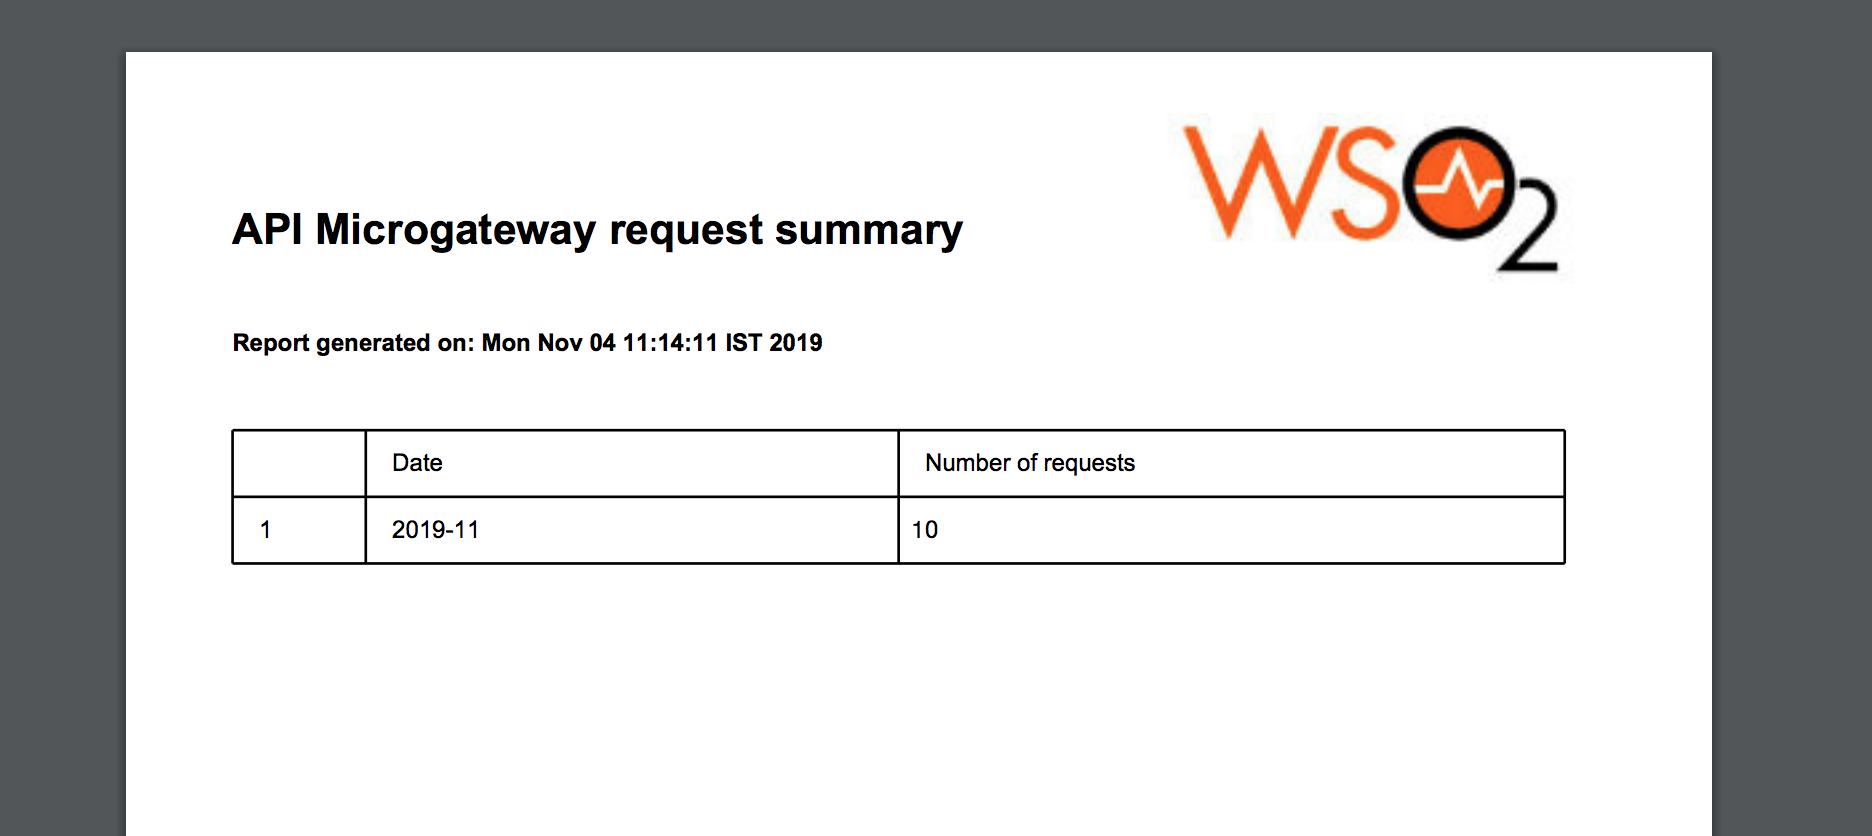 WSO2
API Microgateway request summary
Report generated on: Mon Nov 04 11:14:11 IST 2019
Date Number of requests
1 2019-11 10